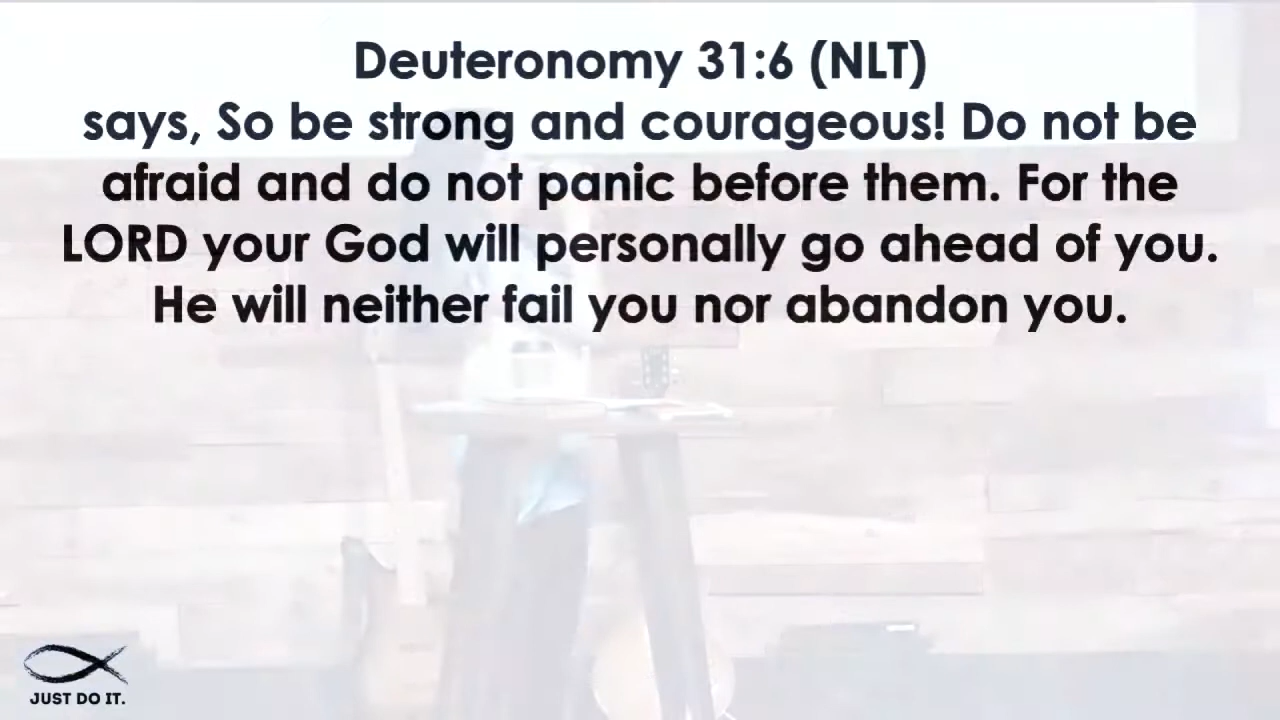 Deuteronomy 31:6 (NLT)
says, So be strong and courageous! Do not be
afraid and do not panic before them. For the
LORD your God will personally go ahead of you.
He will neither fail you nor abandon you.
JUST DO IT.